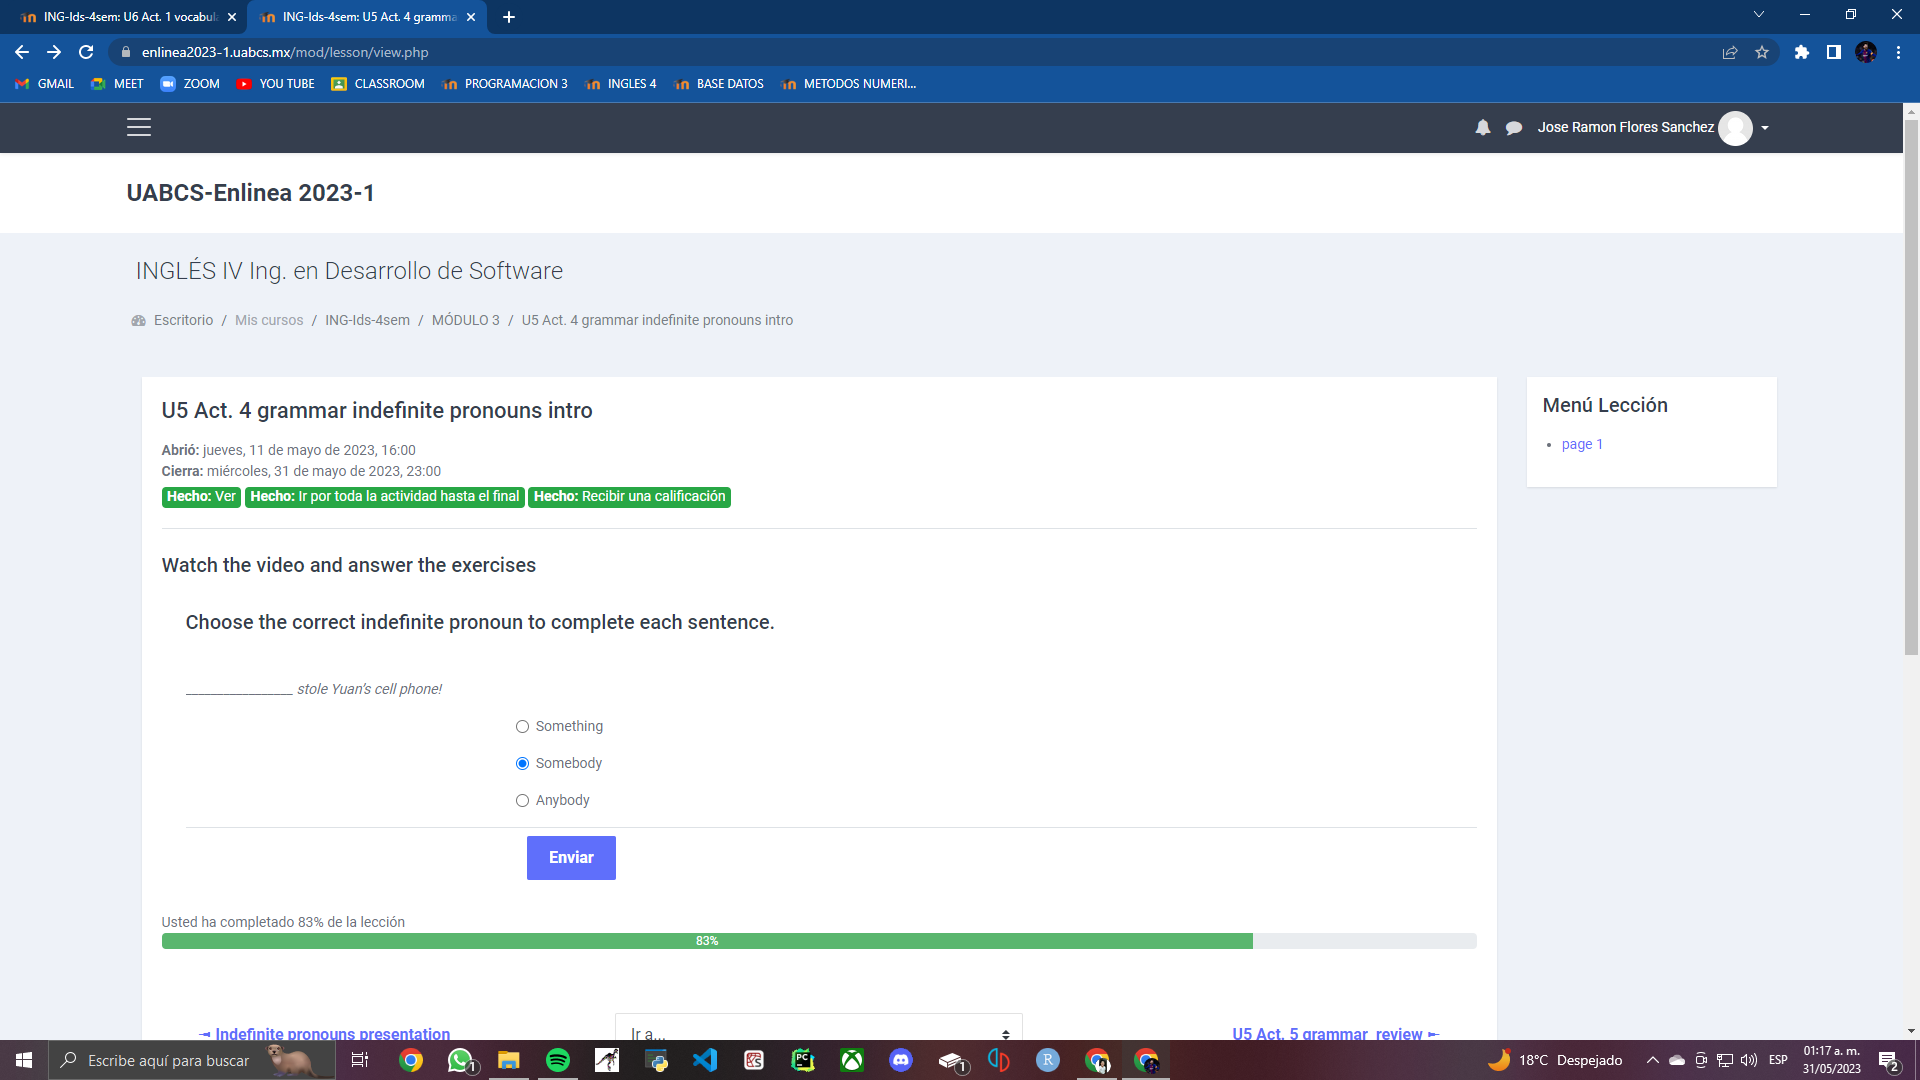 ING-Ids-4sem: U6 Act. 1 vocabul
ING-Ids-4sem: U5 Act. 4 gramma
enlinea2023-1.uabcs.mx/mod/lesson/view.php
GMAIL
MEET
ZOOM
YOU TUBE
CLASSROOM
PROGRAMACION 3
INGLES 4
BASE DATOS
METODOS NUMERI...
Jose Ramon Flores Sanchez
UABCS-Enlinea 2023-1
INGLÉS IV Ing. en Desarrollo de Software
Escritorio / Mis cursos / ING-Ids-4sem / MÓDULO 3 / U5 Act. 4 grammar indefinite pronouns intro
U5 Act. 4 grammar indefinite pronouns intro
Abrió: jueves, 11 de mayo de 2023, 16:00
Cierra: miércoles, 31 de mayo de 2023, 23:00
Hecho: Ver
Hecho: Ir por toda la actividad hasta el final
Hecho: Recibir una calificación
Menú Lección
page 1
Watch the video and answer the exercises
Choose the correct indefinite pronoun to complete each sentence.
________________ stole Yuan's cell phone!
Something
Somebody
Anybody
Enviar
Usted ha completado 83% de la lección
83%
Indefinite pronouns presentation
Ir a...
U5 Act. 5 grammar review
Escribe aquí para buscar
1
PC
1
R
18°C Despejado
ESP
01:17 a. m.
31/05/2023
2